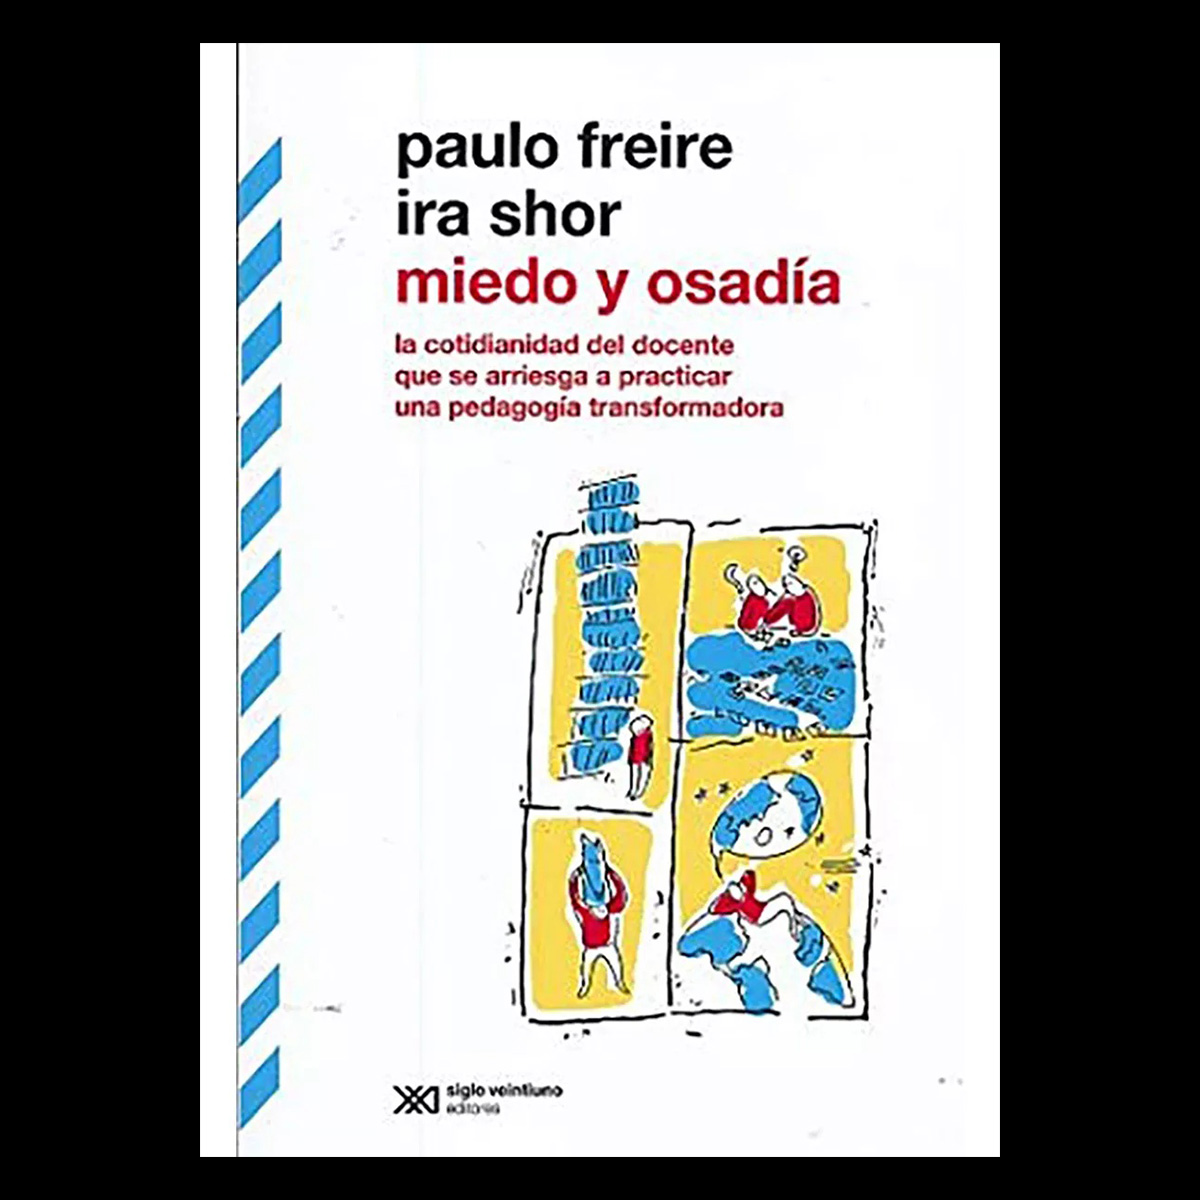 paulo freire
ira shor
miedo y osadía
la cotidianidad del docente
que se arriesga a practicar
una pedagogía transformadora
siglo veintiuno
editores